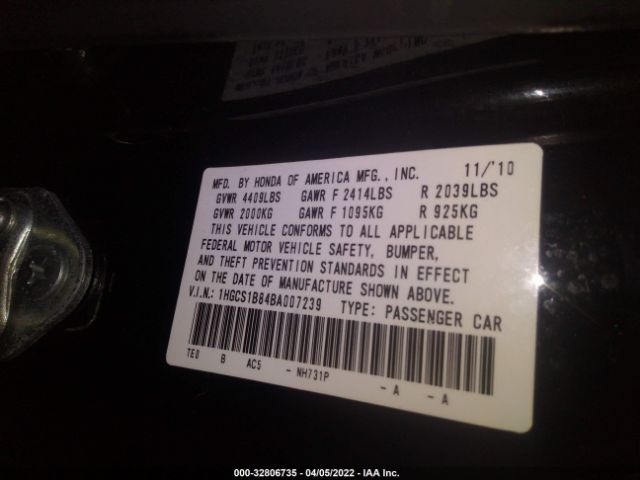 MFD. BY HONDA OF AMERICA MFG., INC. 11/'10
GVWR 4409LBS GAWR F 2414LBS R 2039LBS
GVWR 2000KG GAWR F 1095KG R 925KG
THIS VEHICLE CONFORMS TO ALL APPLICABLE
FEDERAL MOTOR VEHICLE SAFETY, BUMPER,
AND THEFT PREVENTION STANDARDS IN EFFECT
ON THE DATE OF MANUFACTURE SHOWN ABOVE.
V.I.N.: 1HGCS1B84BA007239 TYPE: PASSENGER CAR
TE0 B AC5 - NH731P - A - A
000-32806735 - 04/05/2022 - IAA Inc.